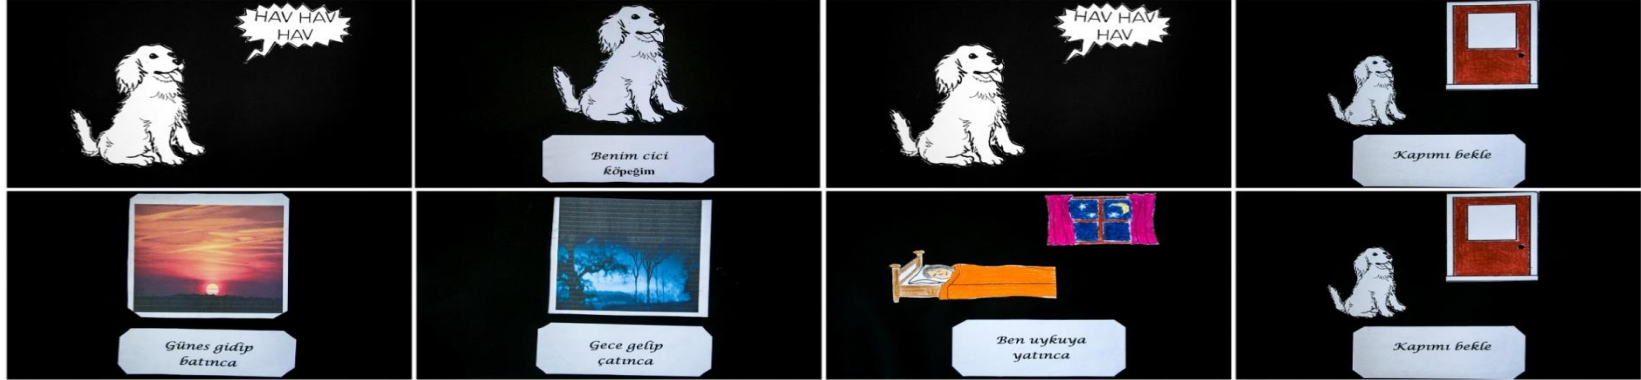 HAV HAV
HAV
Benim cici
köpeğim
HAV HAV
HAV
Kapımı bekle
Günes gidip
batınca
Gece gelip
çatınca
Ben uykuya
yatınca
Kapımı bekle